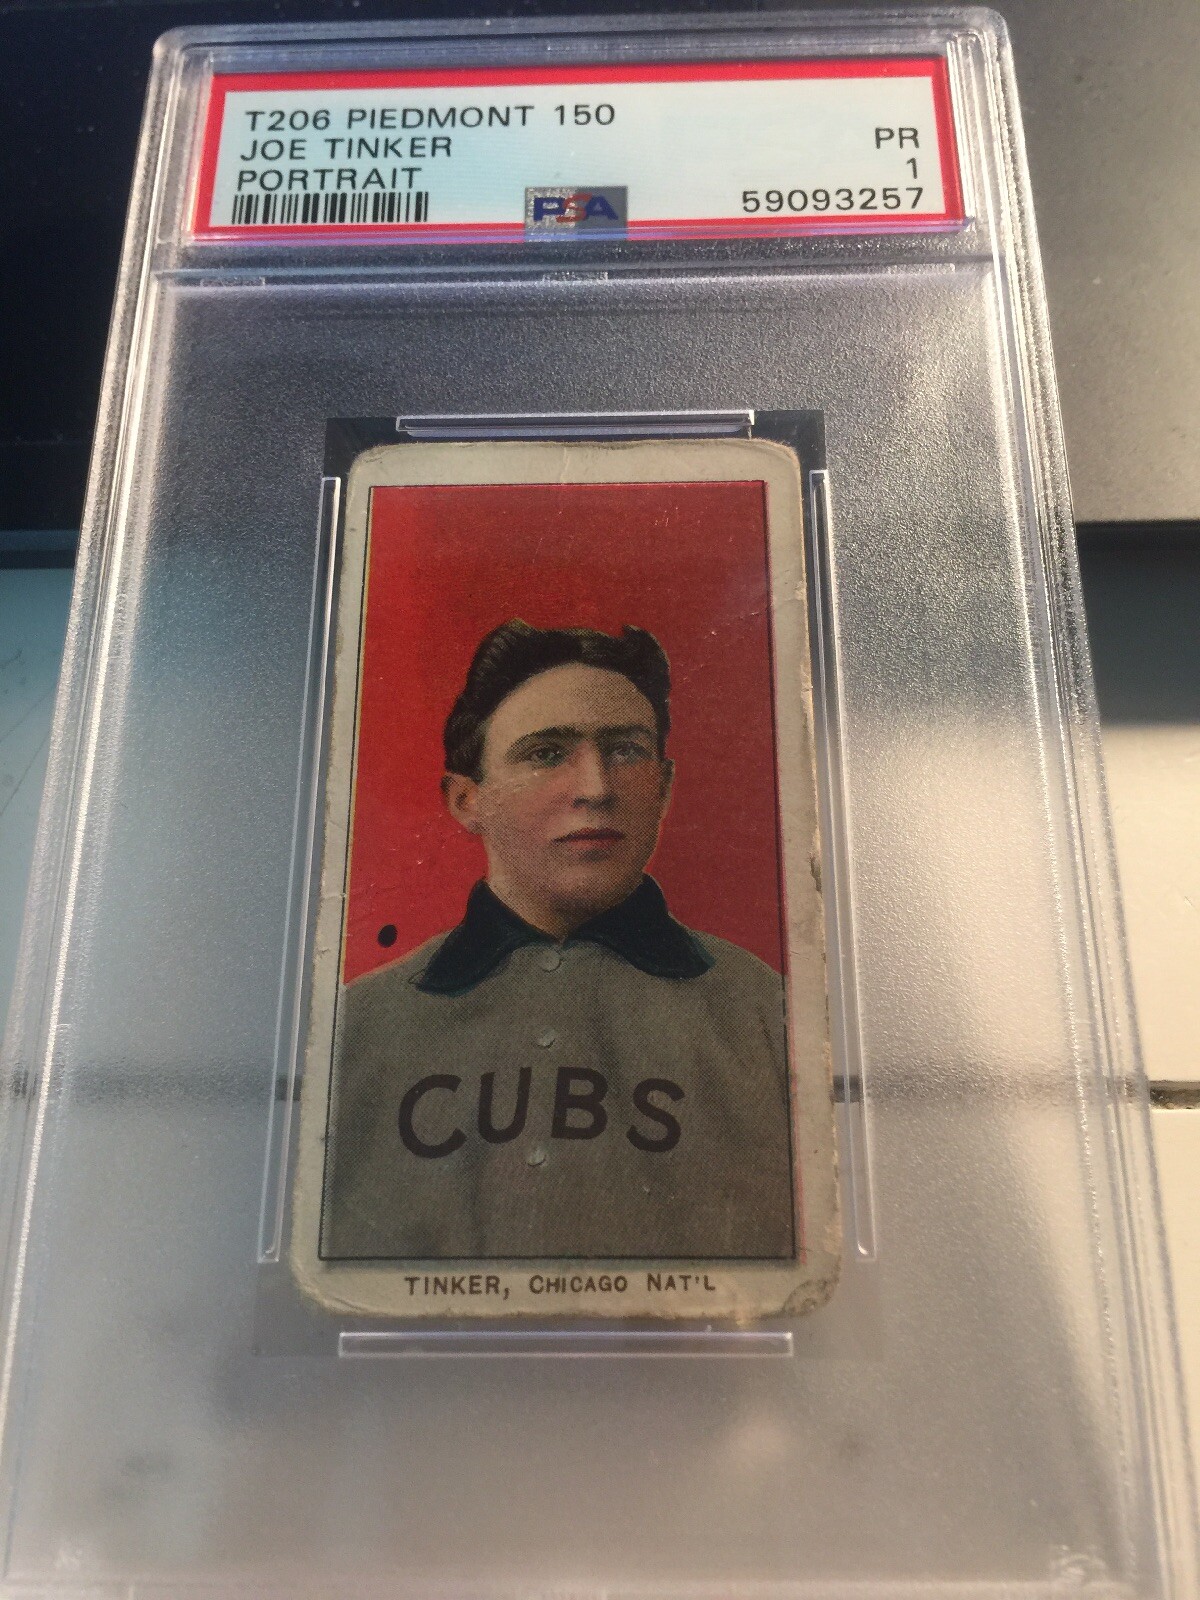 T206 PIEDMONT 150
JOE TINKER
PORTRAIT
PR
1
59093257
PSA
CUBS
TINKER, CHICAGO NAT'L